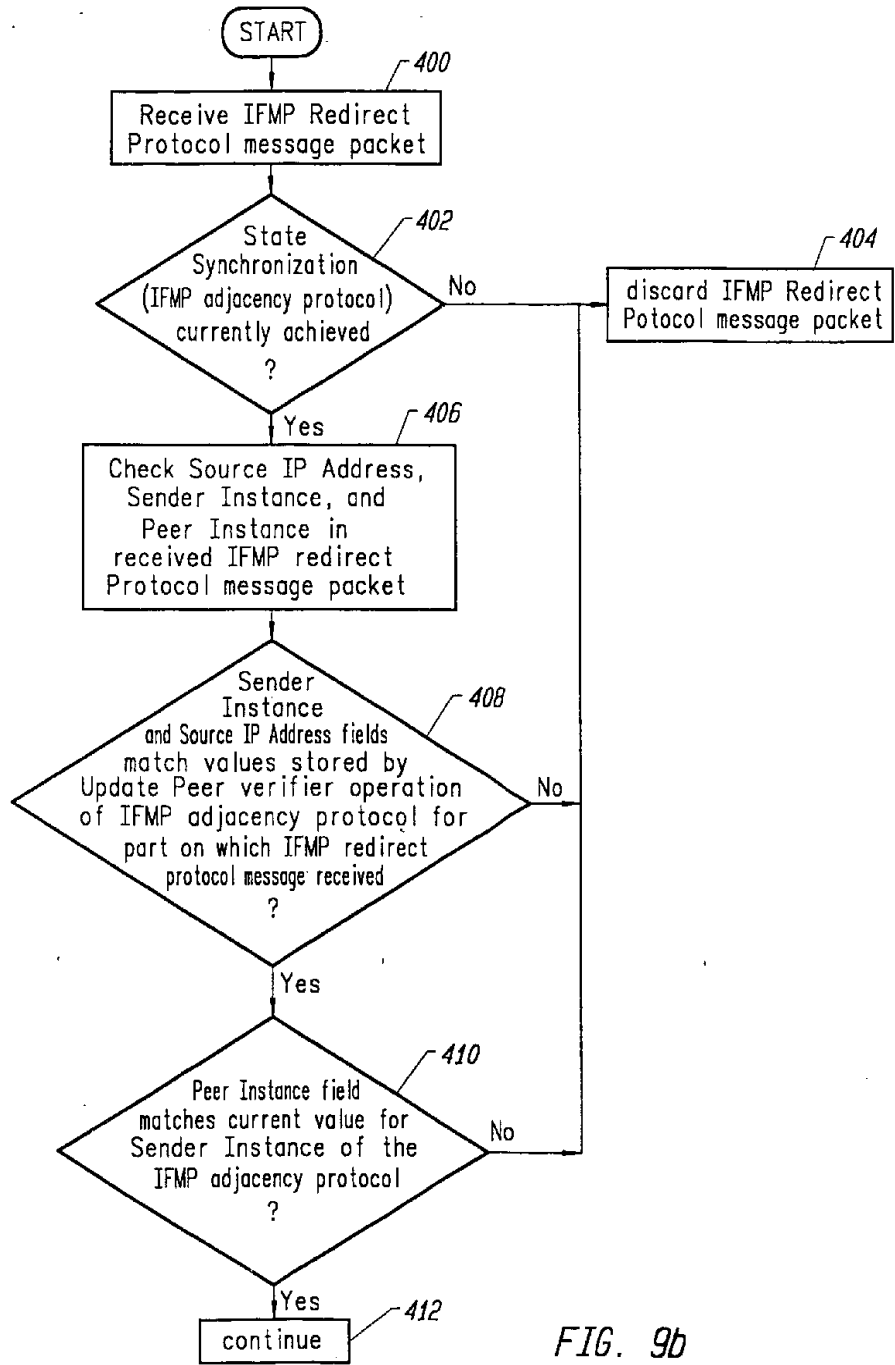 START
400
Receive IFMP Redirect
Protocol message packet
402
State
Synchronization
(IFMP adjacency protocol)
currently achieved
?
No
404
discard IFMP Redirect
Potocol message packet
Yes
406
Check Source IP Address,
Sender Instance, and
Peer Instance in
received IFMP redirect
Protocol message packet
408
Sender
Instance
and Source IP Address fields
match values stored by
Update Peer verifier operation
of IFMP adjacency protocol for
part on which IFMP redirect
protocol message received
?
No
Yes
410
Peer Instance field
matches current value for
Sender Instance of the
IFMP adjacency protocol
?
No
Yes
412
continue
FIG. 9b